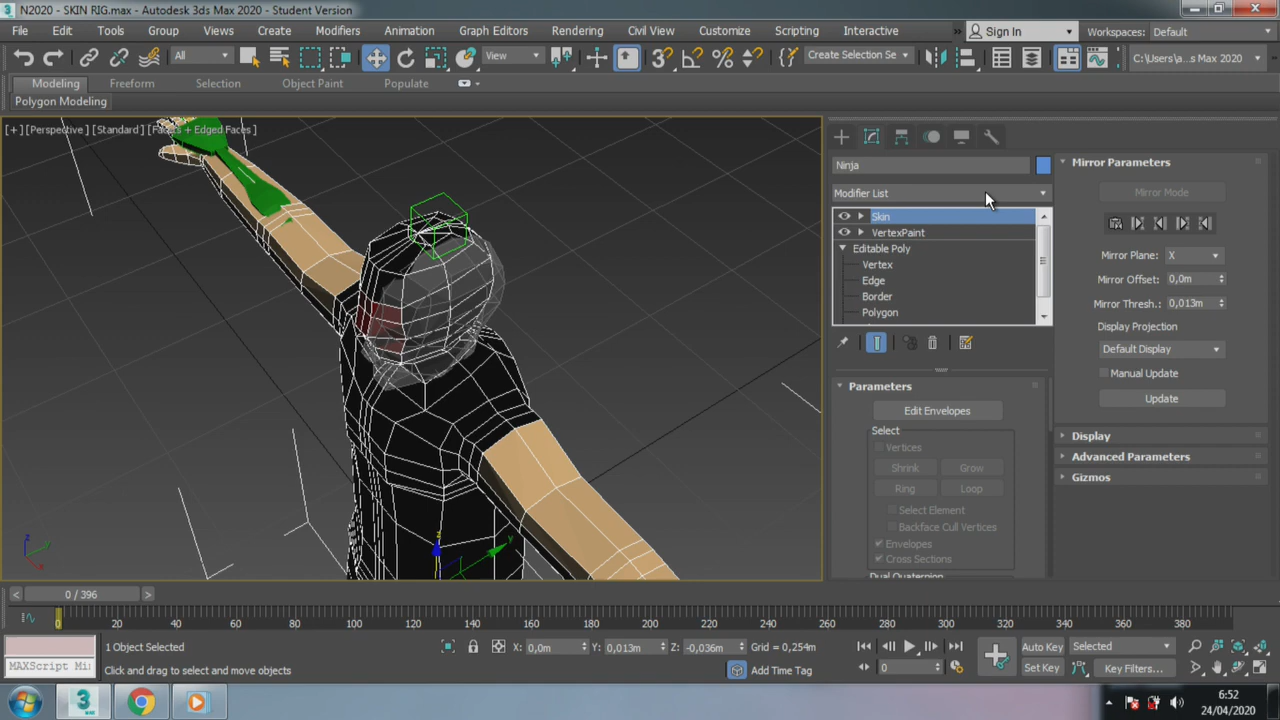 N2020 - SKIN RIG.max - Autodesk 3ds Max 2020 - Student Version
File Edit Tools Group Views Create Modifiers Animation Graph Editors Rendering Civil View Customize Scripting Interactive Sign In Workspaces: Default
All View Create Selection Se C:\Users\a...s Max 2020
Modeling Freeform Selection Object Paint Populate
Polygon Modeling
[+] [Perspective] [Standard] [Facets + Edged Faces]
Ninja
Modifier List
Skin
VertexPaint
Editable Poly
Vertex
Edge
Border
Polygon
Parameters
Edit Envelopes
Select
Vertices
Shrink Grow
Ring Loop
Select Element
Backface Cull Vertices
Envelopes
Cross Sections
Dual Quaternion
Mirror Parameters
Mirror Mode
Mirror Plane: X
Mirror Offset: 0,0m
Mirror Thresh.: 0,013m
Display Projection
Default Display
Manual Update
Update
Display
Advanced Parameters
Gizmos
z
y
x
z
y
< 0 / 396 >
0 20 40 60 80 100 120 140 160 180 200 220 240 260 280 300 320 340 360 380
1 Object Selected X: 0,0m Y: 0,013m Z: -0,036m Grid = 0,254m Auto Key Selected
MAXScript Mi Click and drag to select and move objects Add Time Tag 0 Set Key Key Filters...
6:52
24/04/2020